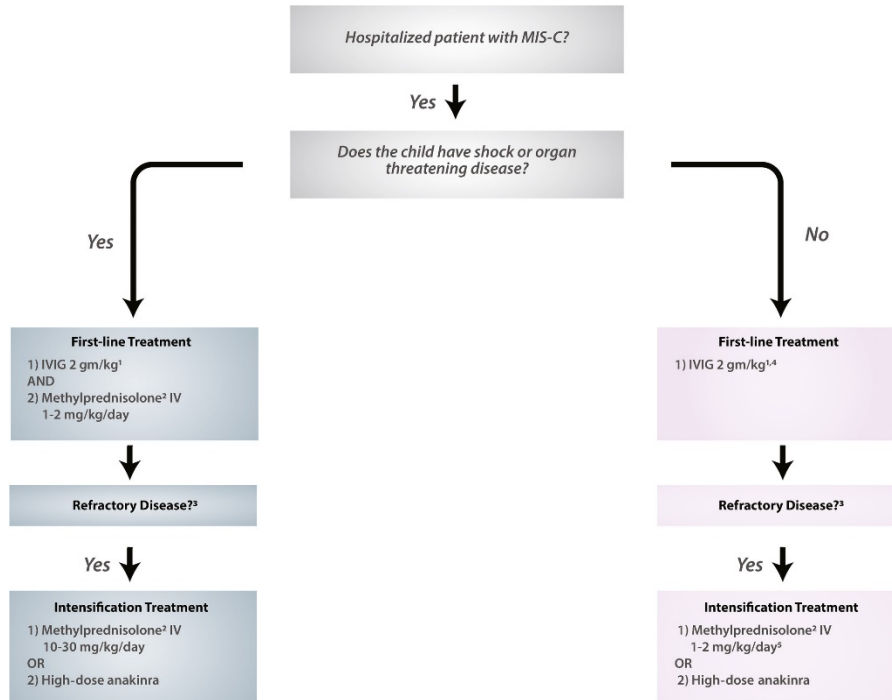 Hospitalized patient with MIS-C?
Yes
Does the child have shock or organ
threatening disease?
Yes
No
First-line Treatment
1) IVIG 2 gm/kg¹
AND
2) Methylprednisolone² IV
1-2 mg/kg/day
First-line Treatment
1) IVIG 2 gm/kg¹,⁴
Refractory Disease?³
Refractory Disease?³
Yes
Yes
Intensification Treatment
1) Methylprednisolone² IV
10-30 mg/kg/day
OR
2) High-dose anakinra
Intensification Treatment
1) Methylprednisolone² IV
1-2 mg/kg/day⁵
OR
2) High-dose anakinra